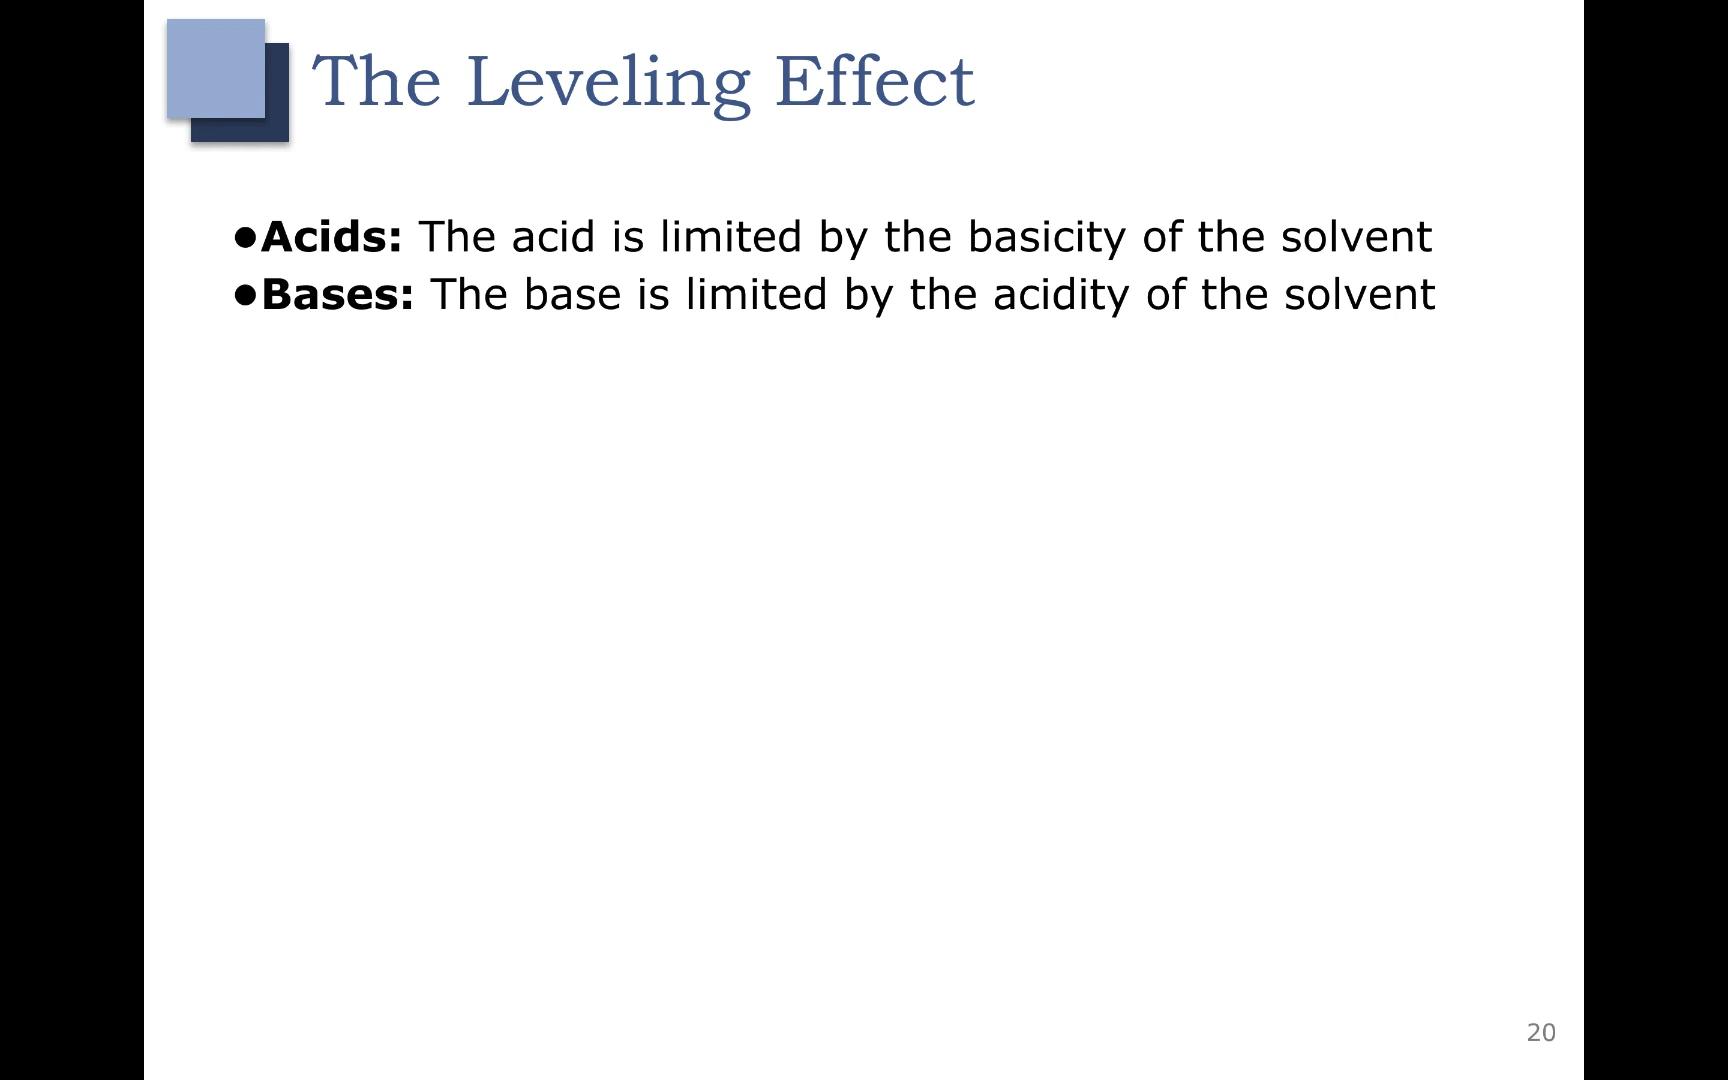 The Leveling Effect
●Acids: The acid is limited by the basicity of the solvent
●Bases: The base is limited by the acidity of the solvent
20